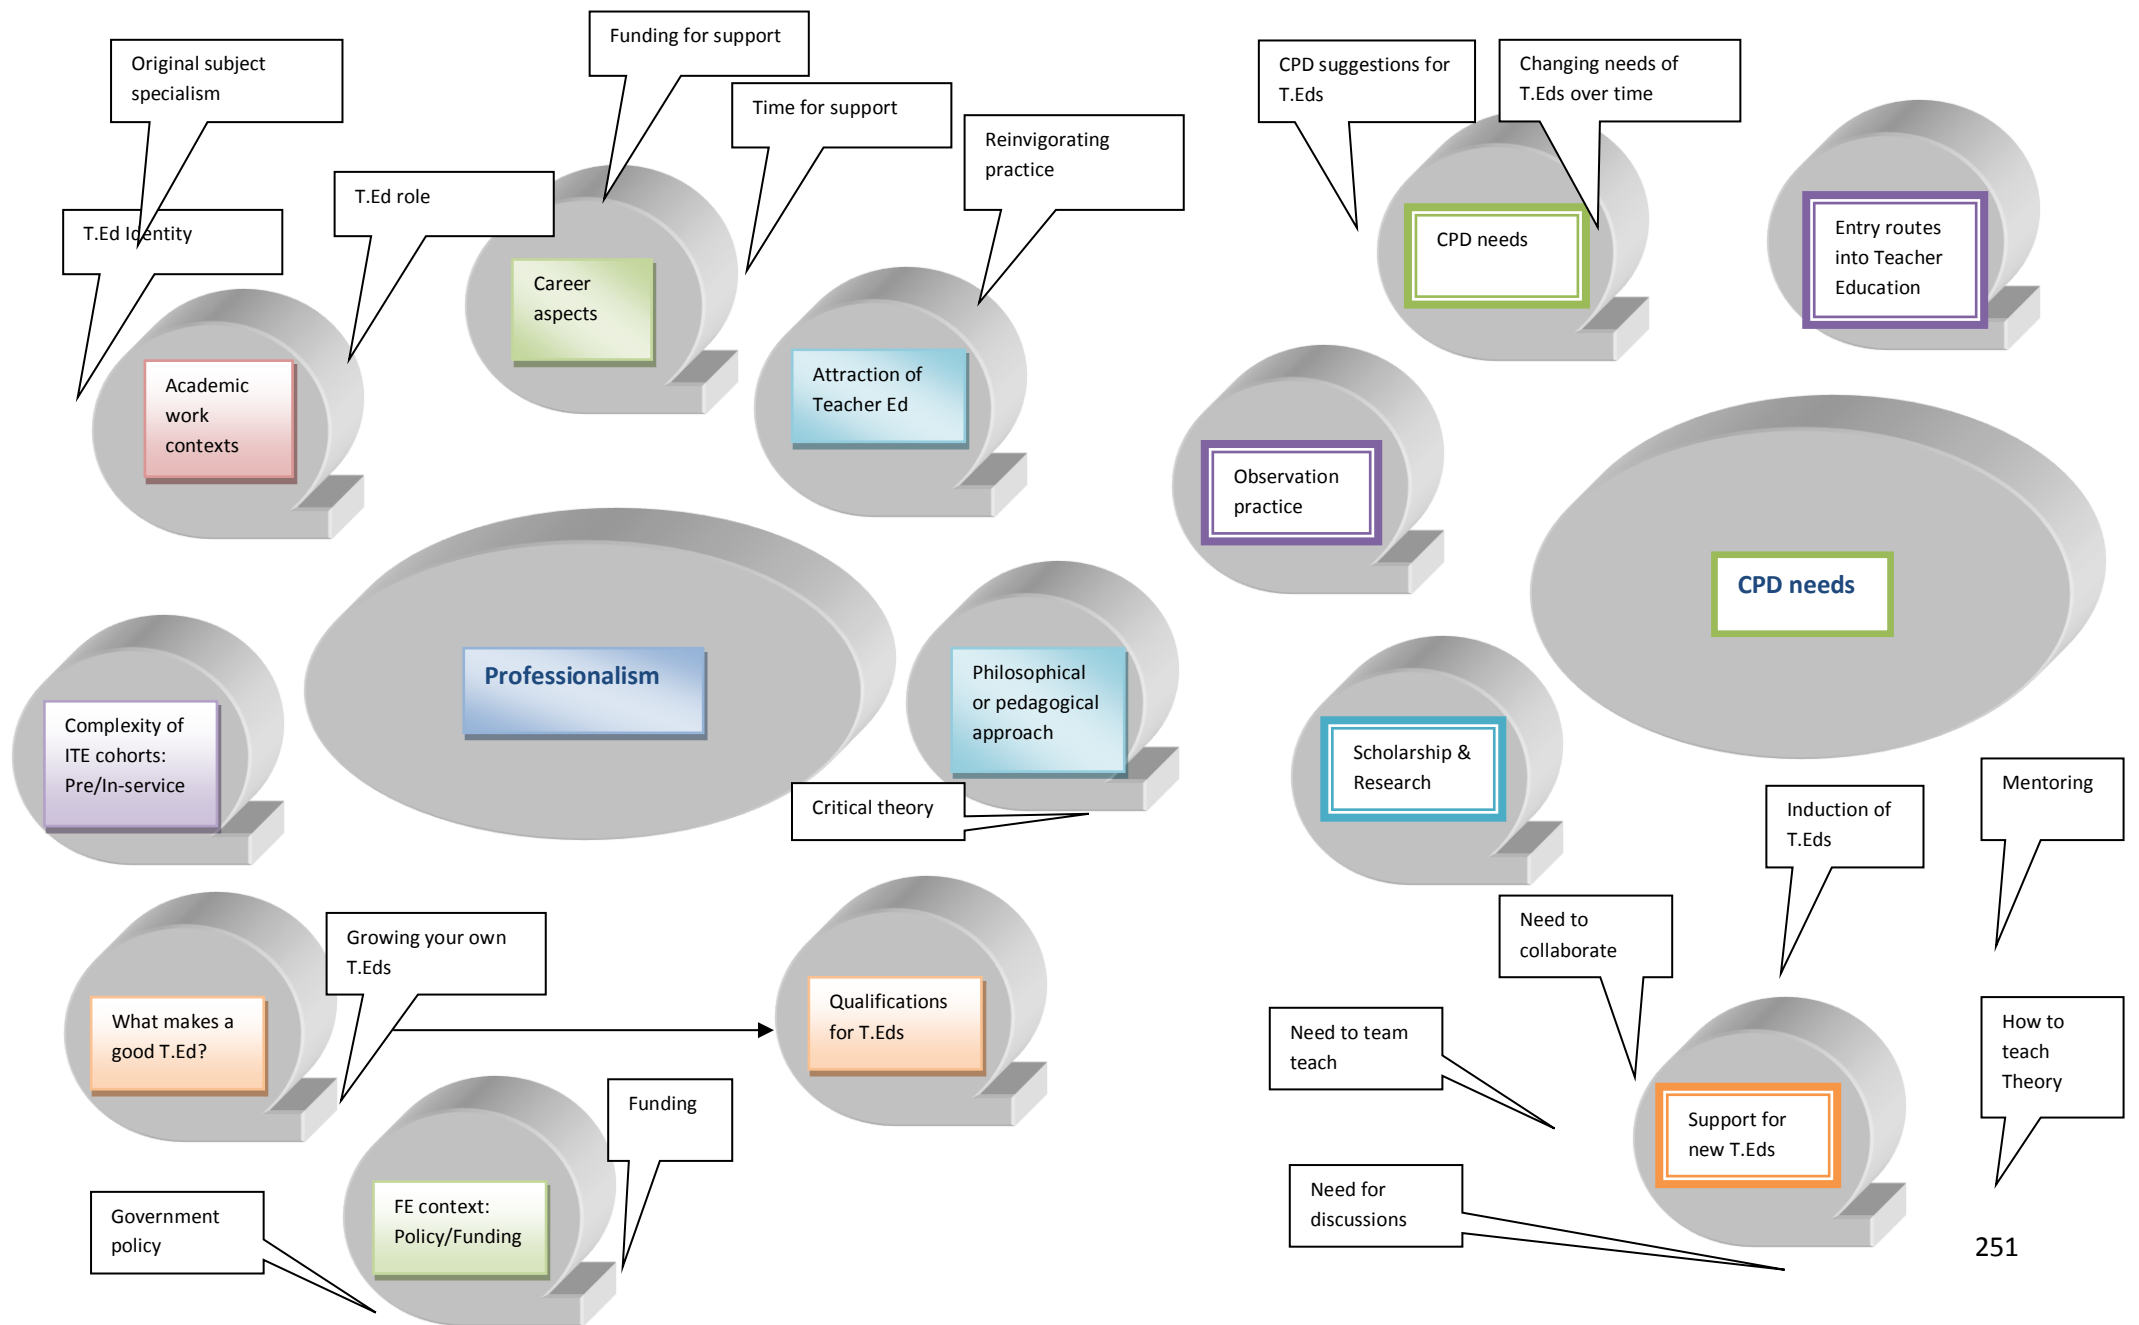 Original subject
specialism
Funding for support
Time for support
Reinvigorating
practice
T.Ed Identity
T.Ed role
Career
aspects
Academic
work
contexts
Attraction of
Teacher Ed
Professionalism
Philosophical
or pedagogical
approach
Complexity of
ITE cohorts:
Pre/In-service
Critical theory
Growing your own
T.Eds
What makes a
good T.Ed?
Qualifications
for T.Eds
Funding
FE context:
Policy/Funding
Government
policy
CPD suggestions for
T.Eds
Changing needs of
T.Eds over time
CPD needs
Entry routes
into Teacher
Education
Observation
practice
CPD needs
Scholarship &
Research
Induction of
T.Eds
Mentoring
Need to
collaborate
Need to team
teach
How to
teach
Theory
Support for
new T.Eds
Need for
discussions
251